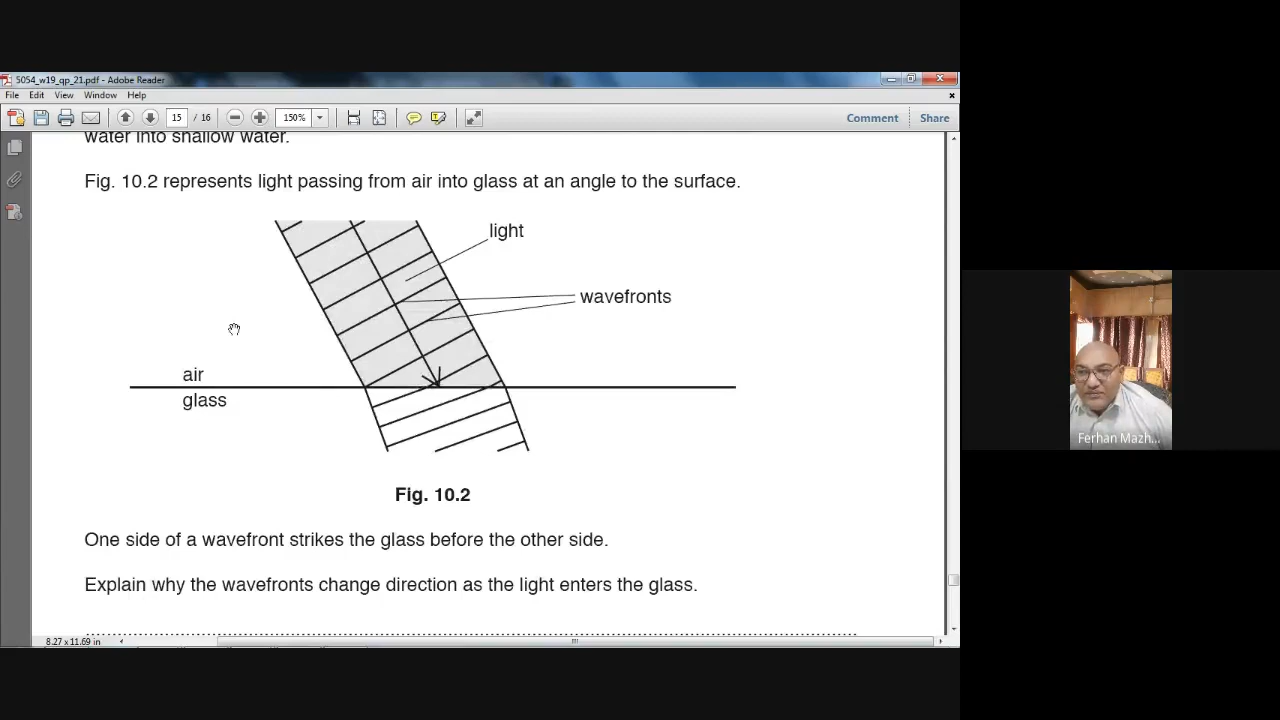 5054_w19_qp_21.pdf - Adobe Reader
File Edit View Window Help
15 / 16
150%
Comment
Share
water into shallow water.
Fig. 10.2 represents light passing from air into glass at an angle to the surface.
light
wavefronts
air
glass
Fig. 10.2
One side of a wavefront strikes the glass before the other side.
Explain why the wavefronts change direction as the light enters the glass.
8.27 x 11.69 in
Ferhan Mazh...